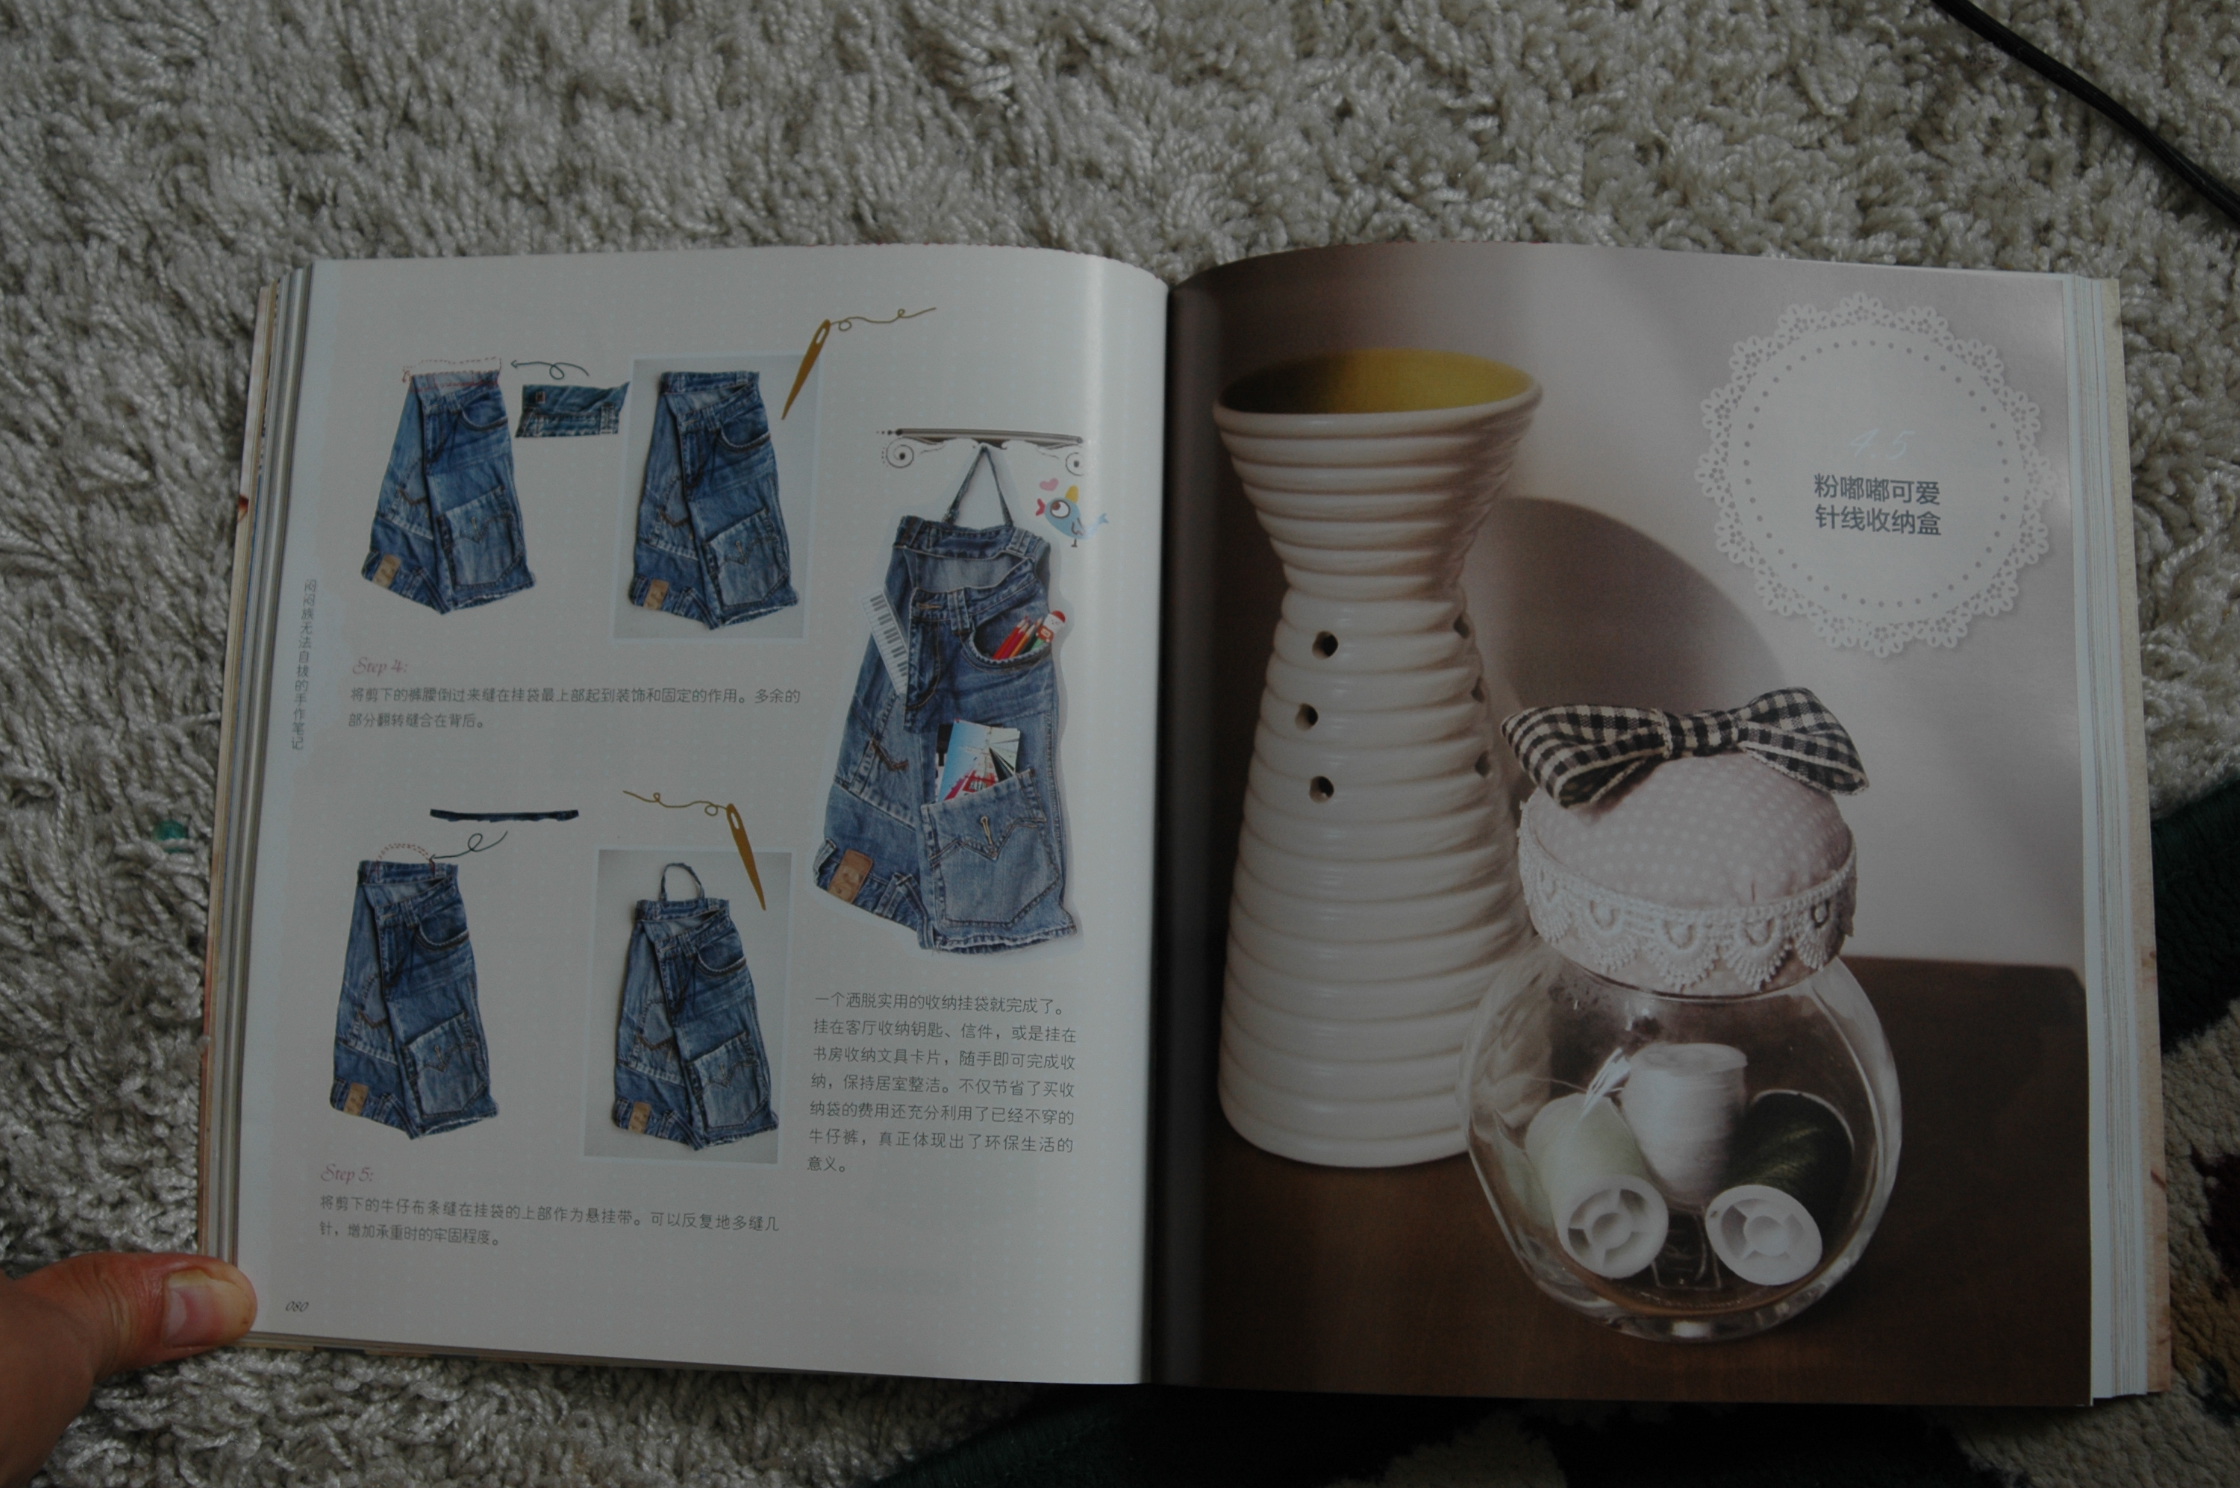 闷闷族无法自拔的手作笔记
Step 4:
将剪下的裤腰倒过来缝在挂袋最上部起到装饰和固定的作用。多余的
部分翻转缝合在背后。
Step 5:
将剪下的牛仔布条缝在挂袋的上部作为悬挂带。可以反复地多缝几
针，增加承重时的牢固程度。
一个洒脱实用的收纳挂袋就完成了。
挂在客厅收纳钥匙、信件，或是挂在
书房收纳文具卡片，随手即可完成收
纳，保持居室整洁。不仅节省了买收
纳袋的费用还充分利用了已经不穿的
牛仔裤，真正体现出了环保生活的
意义。
080
4.5
粉嘟嘟可爱
针线收纳盒